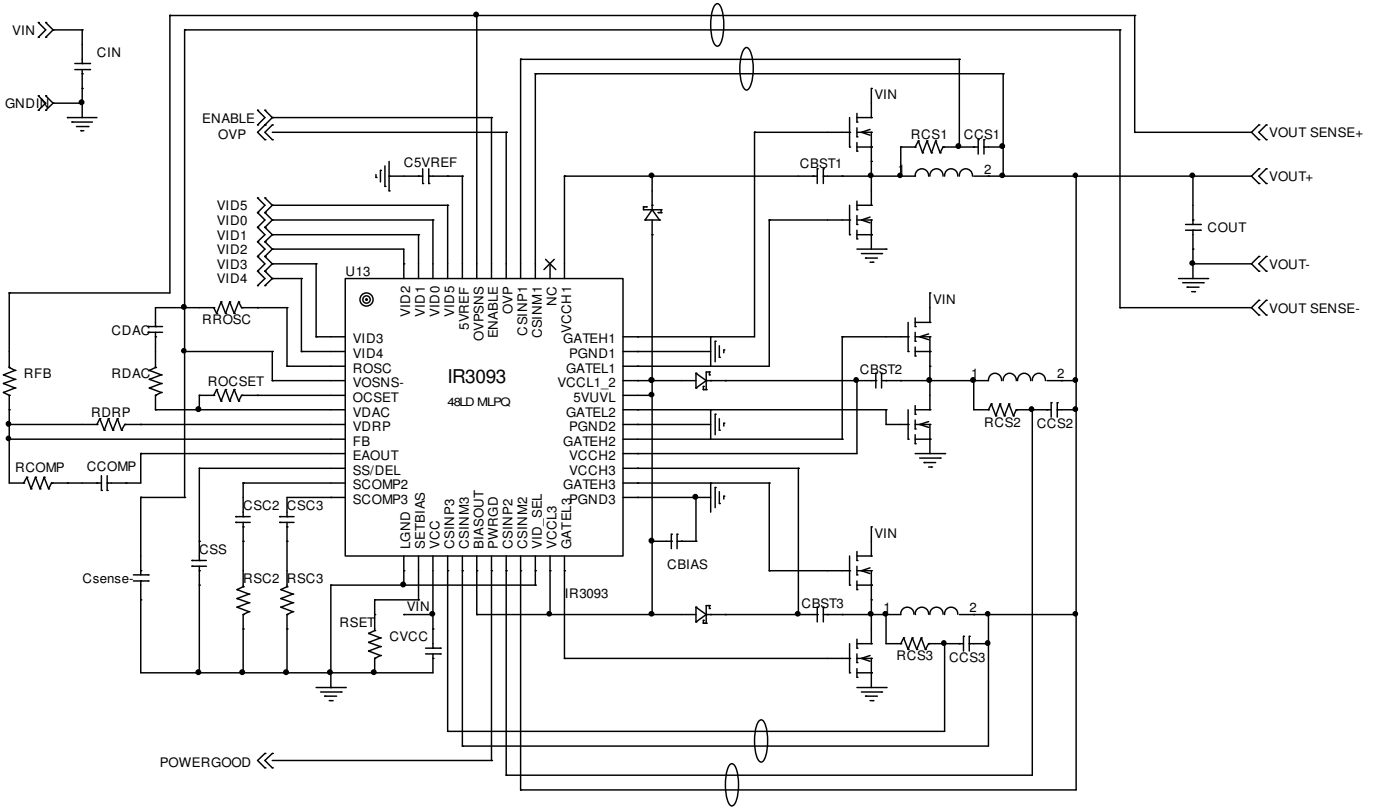 VIN
CIN
GNDIN
ENABLE
OVP
C5VREF
VID5
VID0
VID1
VID2
VID3
VID4
U13
VID2
VID1
VID0
VID5
5VREF
OVPSNS
ENABLE
OVP
CSINP1
CSINM1
NC
VCCH1
VIN
RCS1
CCS1
CBST1
1
2
VOUT SENSE+
VOUT+
COUT
VOUT-
VOUT SENSE-
RROSC
CDAC
RDAC
ROCSET
RFB
RDRP
RCOMP
CCOMP
VID3
VID4
ROSC
VOSNS-
OCSET
VDAC
VDRP
FB
EAOUT
SS/DEL
SCOMP2
SCOMP3
IR3093
48LD MLPQ
GATEH1
PGND1
GATEL1
VCCL1_2
5VUVL
GATEL2
PGND2
GATEH2
VCCH2
VCCH3
GATEH3
PGND3
VIN
CBST2
1
2
RCS2
CCS2
LGND
SETBIAS
VCC
CSINP3
CSINM3
BIASOUT
PWRGD
CSINP2
CSINM2
VID_SEL
VCCL3
GATEL3
CSC2
CSC3
CSS
Csense-
RSC2
RSC3
CBIAS
IR3093
VIN
RSET
CVCC
VIN
CBST3
1
2
RCS3
CCS3
POWERGOOD